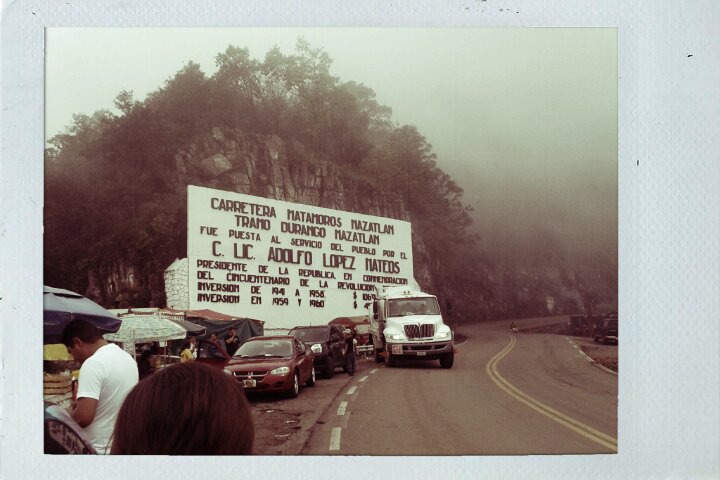 CARRETERA MATAMOROS MAZATLAN
TRAMO DURANGO MAZATLAN
FUE PUESTA AL SERVICIO DEL PUEBLO POR EL
C. LIC. ADOLFO LOPEZ MATEOS
PRESIDENTE DE LA REPUBLICA, EN CONMEMORACION
DEL CINCUENTENARIO DE LA REVOLUCION
INVERSION DE 1941 A 1958 $
INVERSION EN 1959 Y 1960 $